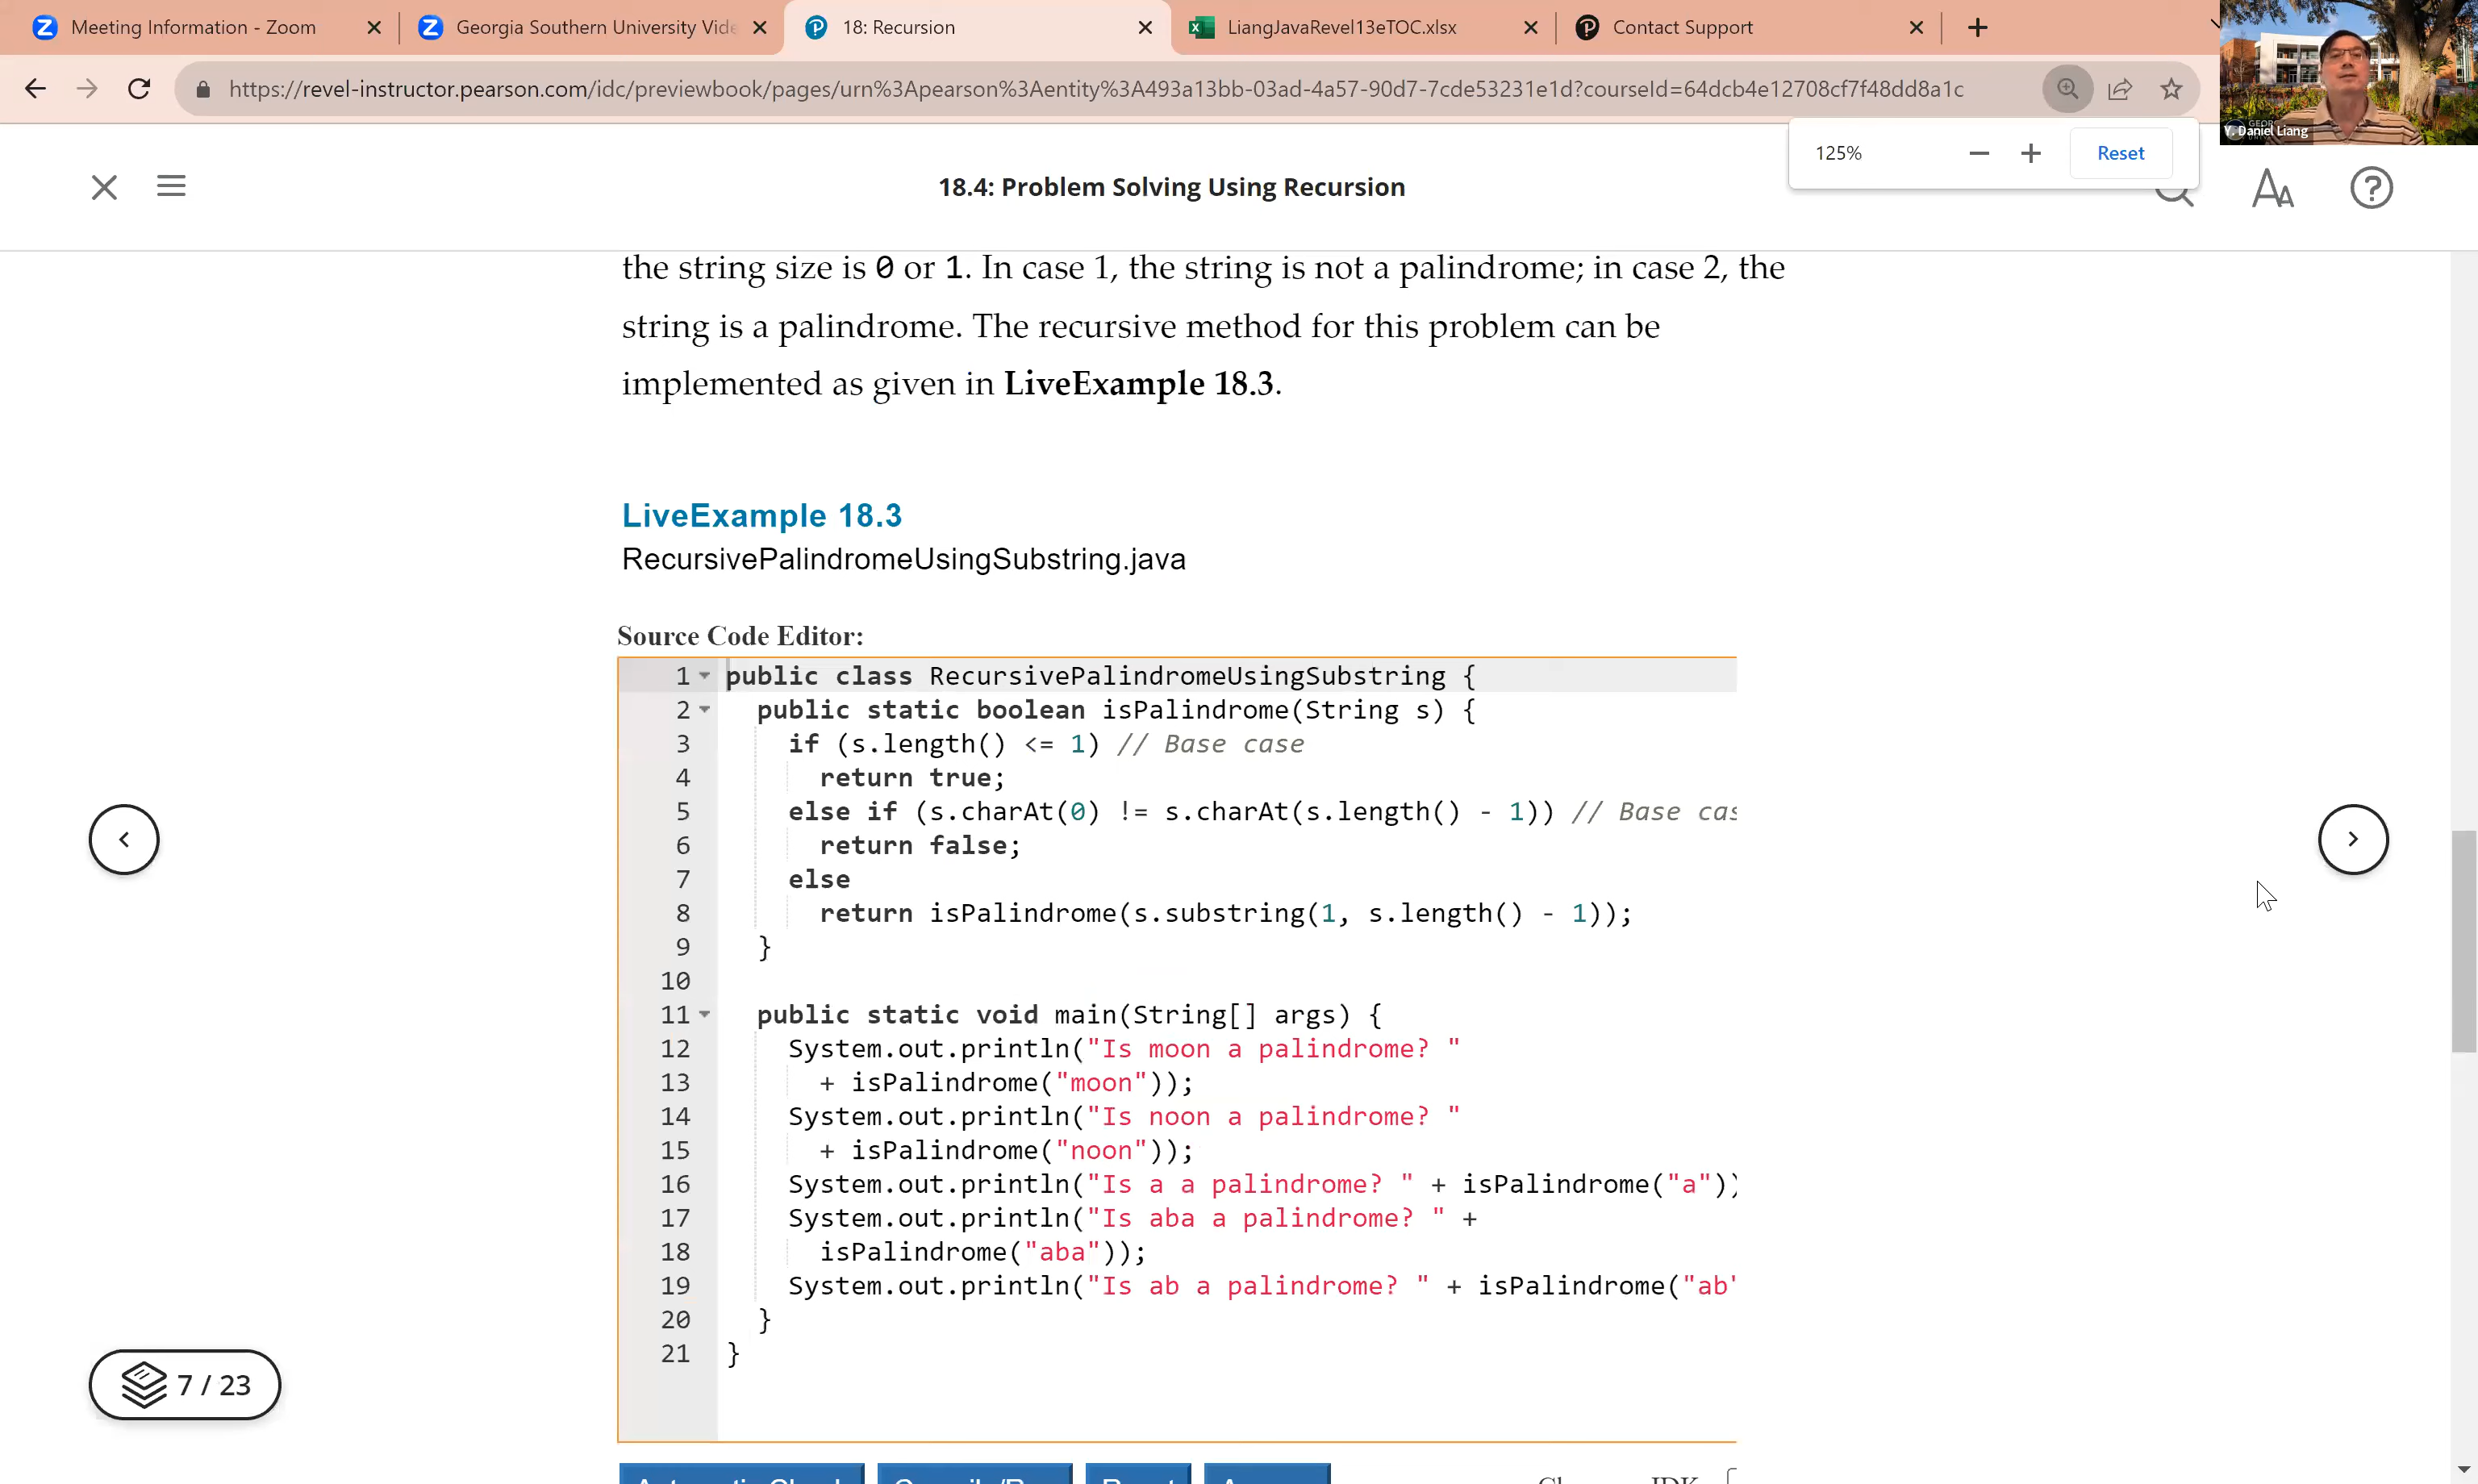 Meeting Information - Zoom
Georgia Southern University Vide
18: Recursion
LiangJavaRevel13eTOC.xlsx
Contact Support
https://revel-instructor.pearson.com/idc/previewbook/pages/urn%3Apearson%3Aentity%3A493a13bb-03ad-4a57-90d7-7cde53231e1d?courseId=64dcb4e12708cf7f48dd8a1c
Y. Daniel Liang
125%
Reset
18.4: Problem Solving Using Recursion
the string size is 0 or 1. In case 1, the string is not a palindrome; in case 2, the
string is a palindrome. The recursive method for this problem can be
implemented as given in LiveExample 18.3.
LiveExample 18.3
RecursivePalindromeUsingSubstring.java
Source Code Editor:
1 public class RecursivePalindromeUsingSubstring {
2 public static boolean isPalindrome(String s) {
3 if (s.length() <= 1) // Base case
4 return true;
5 else if (s.charAt(0) != s.charAt(s.length() - 1)) // Base cas
6 return false;
7 else
8 return isPalindrome(s.substring(1, s.length() - 1));
9 }
10
11 public static void main(String[] args) {
12 System.out.println("Is moon a palindrome? "
13 + isPalindrome("moon"));
14 System.out.println("Is noon a palindrome? "
15 + isPalindrome("noon"));
16 System.out.println("Is a a palindrome? " + isPalindrome("a"))
17 System.out.println("Is aba a palindrome? " +
18 isPalindrome("aba"));
19 System.out.println("Is ab a palindrome? " + isPalindrome("ab"
20 }
21 }
7 / 23